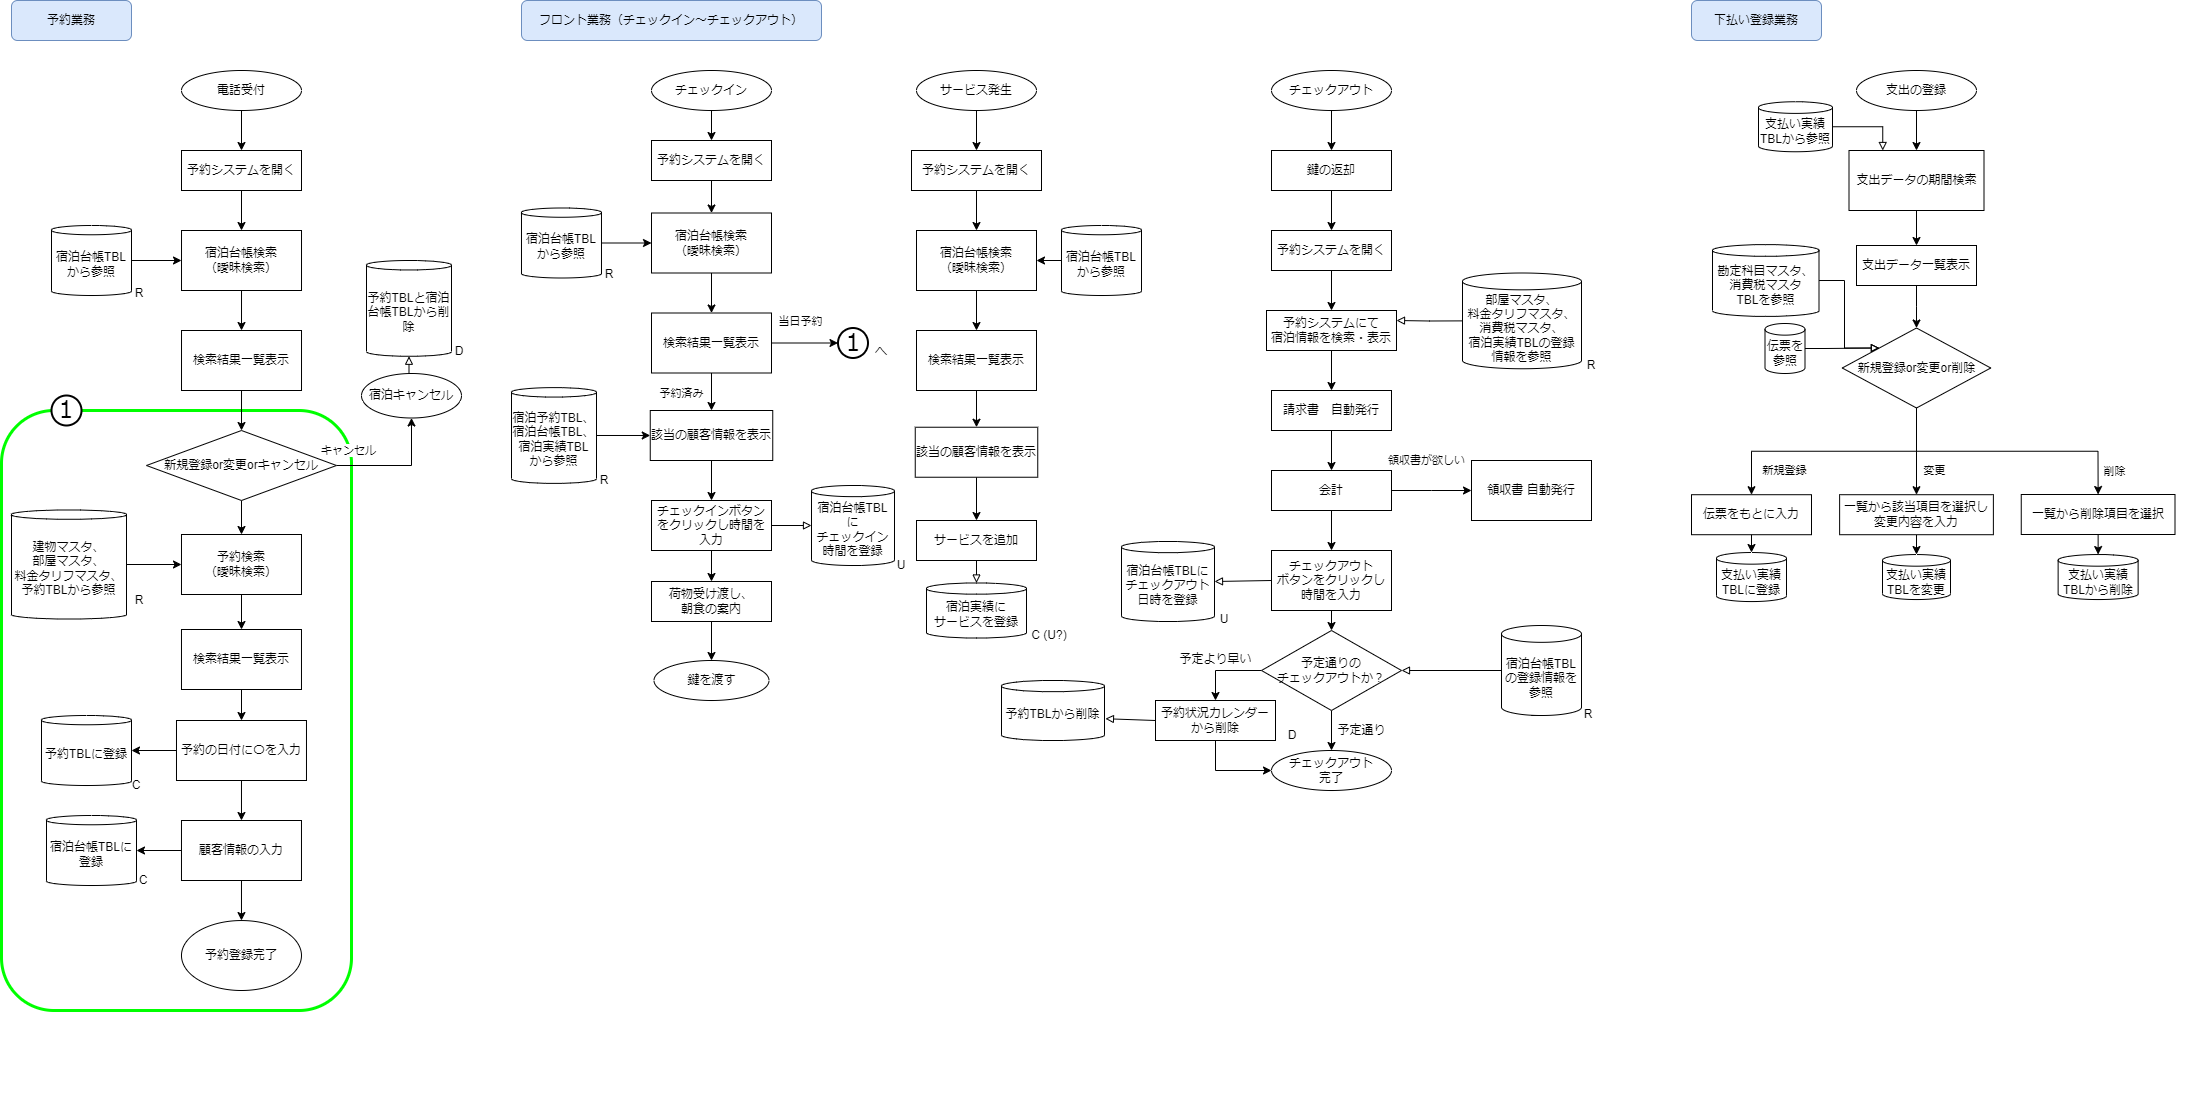 予約業務
電話受付
予約システムを開く
宿泊台帳TBL
から参照
R
宿泊台帳検索
（曖昧検索）
検索結果一覧表示
予約TBLと宿泊
台帳TBLから削
除
D
宿泊キャンセル
キャンセル
1
新規登録or変更orキャンセル
建物マスタ、
部屋マスタ、
料金タリフマスタ、
予約TBLから参照
R
予約検索
（曖昧検索）
検索結果一覧表示
予約TBLに登録
C
予約の日付に〇を入力
宿泊台帳TBLに
登録
C
顧客情報の入力
予約登録完了
フロント業務（チェックイン～チェックアウト）
チェックイン
予約システムを開く
宿泊台帳TBL
から参照
R
宿泊台帳検索
（曖昧検索）
検索結果一覧表示
当日予約
1
へ
予約済み
宿泊予約TBL、
宿泊台帳TBL、
宿泊実績TBL
から参照
R
該当の顧客情報を表示
チェックインボタン
をクリックし時間を
入力
宿泊台帳TBL
に
チェックイン
時間を登録
U
荷物受け渡し、
朝食の案内
鍵を渡す
サービス発生
予約システムを開く
宿泊台帳検索
（曖昧検索）
宿泊台帳TBL
から参照
検索結果一覧表示
該当の顧客情報を表示
サービスを追加
宿泊実績に
サービスを登録
C (U?)
チェックアウト
鍵の返却
予約システムを開く
予約システムにて
宿泊情報を検索・表示
部屋マスタ、
料金タリフマスタ、
消費税マスタ、
宿泊実績TBLの登録
情報を参照
R
請求書　自動発行
会計
領収書が欲しい
領収書 自動発行
チェックアウト
ボタンをクリックし
時間を入力
宿泊台帳TBLに
チェックアウト
日時を登録
U
予定通りの
チェックアウトか？
宿泊台帳TBL
の登録情報を
参照
R
予定より早い
予約状況カレンダー
から削除
D
予約TBLから削除
予定通り
チェックアウト
完了
下払い登録業務
支出の登録
支払い実績
TBLから参照
支出データの期間検索
支出データ一覧表示
勘定科目マスタ、
消費税マスタ
TBLを参照
伝票を
参照
新規登録or変更or削除
新規登録
変更
削除
伝票をもとに入力
一覧から該当項目を選択し
変更内容を入力
一覧から削除項目を選択
支払い実績
TBLに登録
支払い実績
TBLを変更
支払い実績
TBLから削除